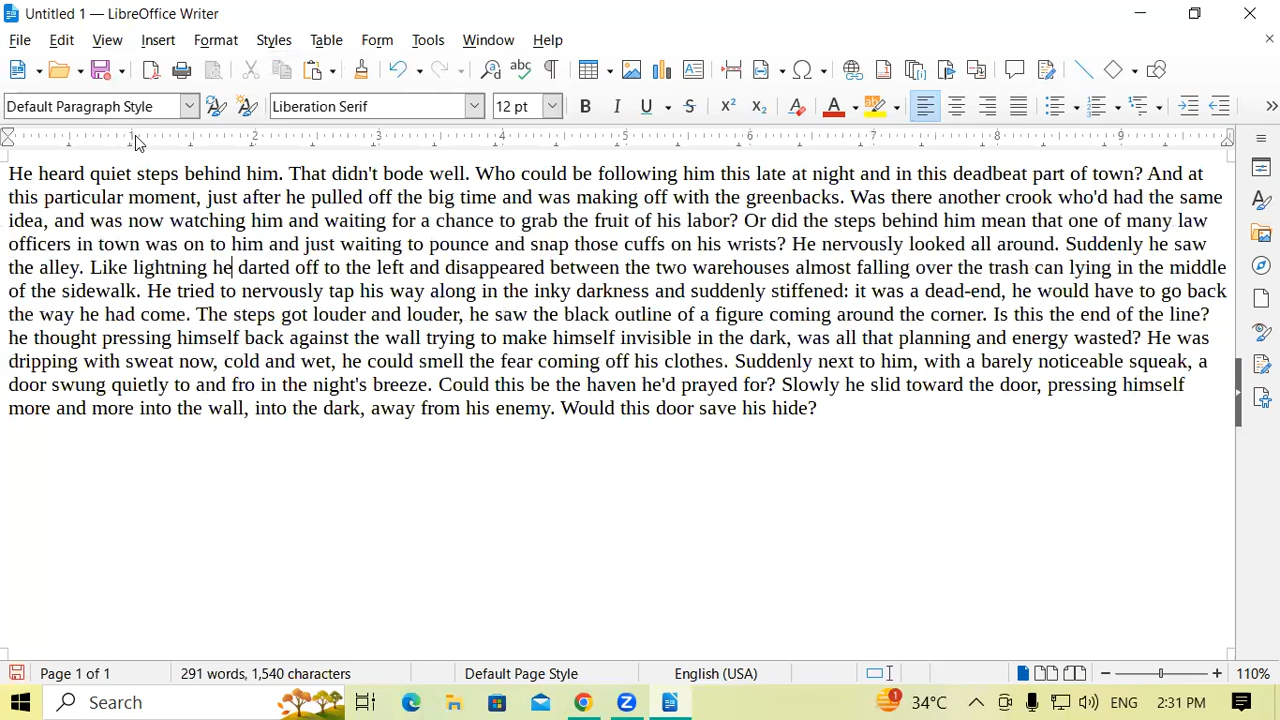 Untitled 1 — LibreOffice Writer
File Edit View Insert Format Styles Table Form Tools Window Help
Default Paragraph Style Liberation Serif 12 pt
1 2 3 4 5 6 7 8 9
He heard quiet steps behind him. That didn't bode well. Who could be following him this late at night and in this deadbeat part of town? And at
this particular moment, just after he pulled off the big time and was making off with the greenbacks. Was there another crook who'd had the same
idea, and was now watching him and waiting for a chance to grab the fruit of his labor? Or did the steps behind him mean that one of many law
officers in town was on to him and just waiting to pounce and snap those cuffs on his wrists? He nervously looked all around. Suddenly he saw
the alley. Like lightning he darted off to the left and disappeared between the two warehouses almost falling over the trash can lying in the middle
of the sidewalk. He tried to nervously tap his way along in the inky darkness and suddenly stiffened: it was a dead-end, he would have to go back
the way he had come. The steps got louder and louder, he saw the black outline of a figure coming around the corner. Is this the end of the line?
he thought pressing himself back against the wall trying to make himself invisible in the dark, was all that planning and energy wasted? He was
dripping with sweat now, cold and wet, he could smell the fear coming off his clothes. Suddenly next to him, with a barely noticeable squeak, a
door swung quietly to and fro in the night's breeze. Could this be the haven he'd prayed for? Slowly he slid toward the door, pressing himself
more and more into the wall, into the dark, away from his enemy. Would this door save his hide?
Page 1 of 1 291 words, 1,540 characters Default Page Style English (USA) 110%
Search 1 34°C ENG 2:31 PM